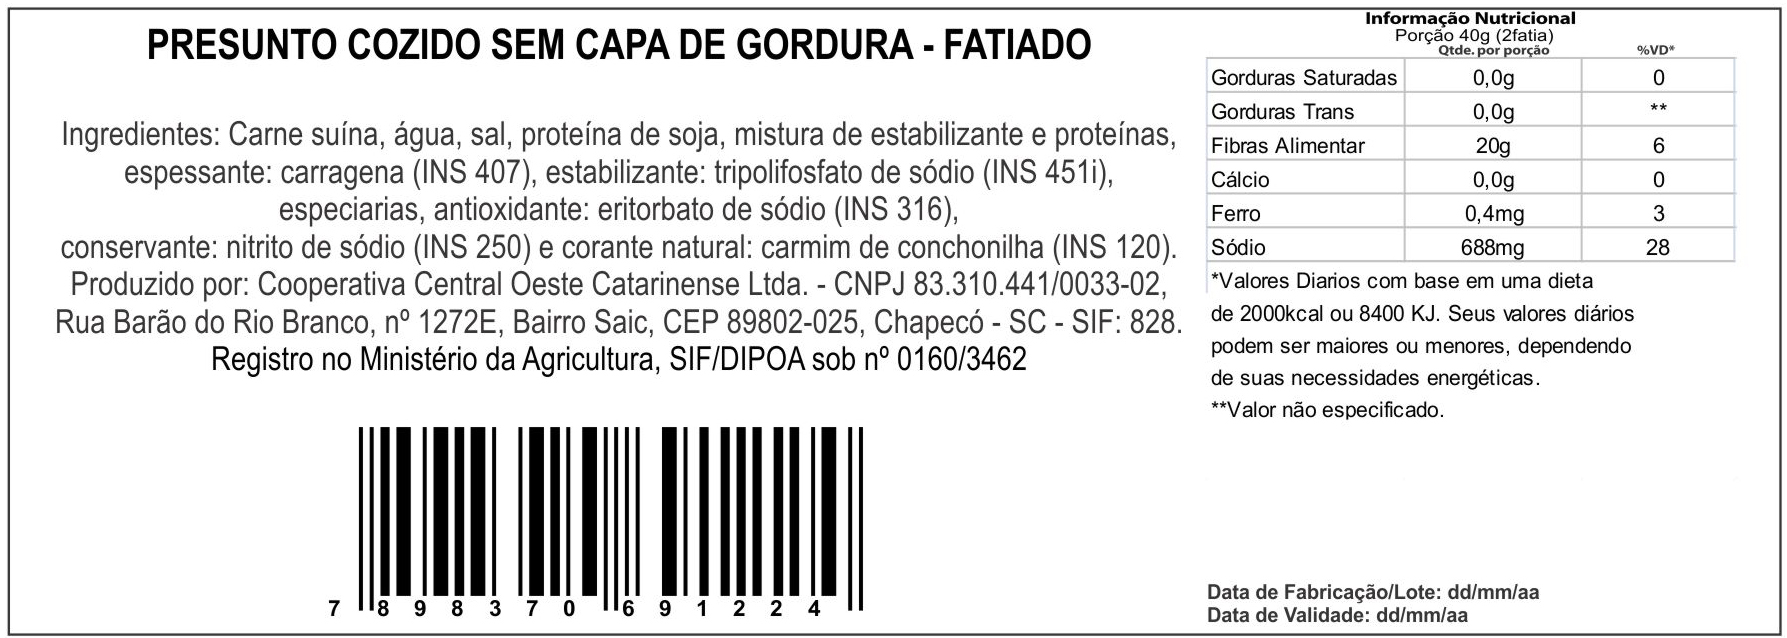 PRESUNTO COZIDO SEM CAPA DE GORDURA - FATIADO
Ingredientes: Carne suína, água, sal, proteína de soja, mistura de estabilizante e proteínas,
espessante: carragena (INS 407), estabilizante: tripolifosfato de sódio (INS 451i),
especiarias, antioxidante: eritorbato de sódio (INS 316),
conservante: nitrito de sódio (INS 250) e corante natural: carmim de conchonilha (INS 120).
Produzido por: Cooperativa Central Oeste Catarinense Ltda. - CNPJ 83.310.441/0033-02,
Rua Barão do Rio Branco, nº 1272E, Bairro Saic, CEP 89802-025, Chapecó - SC - SIF: 828.
Registro no Ministério da Agricultura, SIF/DIPOA sob nº 0160/3462
7 898370 691224
Informação Nutricional
Porção 40g (2fatia)
Qtde. por porção %VD*
Gorduras Saturadas 0,0g 0
Gorduras Trans 0,0g **
Fibras Alimentar 20g 6
Cálcio 0,0g 0
Ferro 0,4mg 3
Sódio 688mg 28
*Valores Diarios com base em uma dieta
de 2000kcal ou 8400 KJ. Seus valores diários
podem ser maiores ou menores, dependendo
de suas necessidades energéticas.
**Valor não especificado.
Data de Fabricação/Lote: dd/mm/aa
Data de Validade: dd/mm/aa